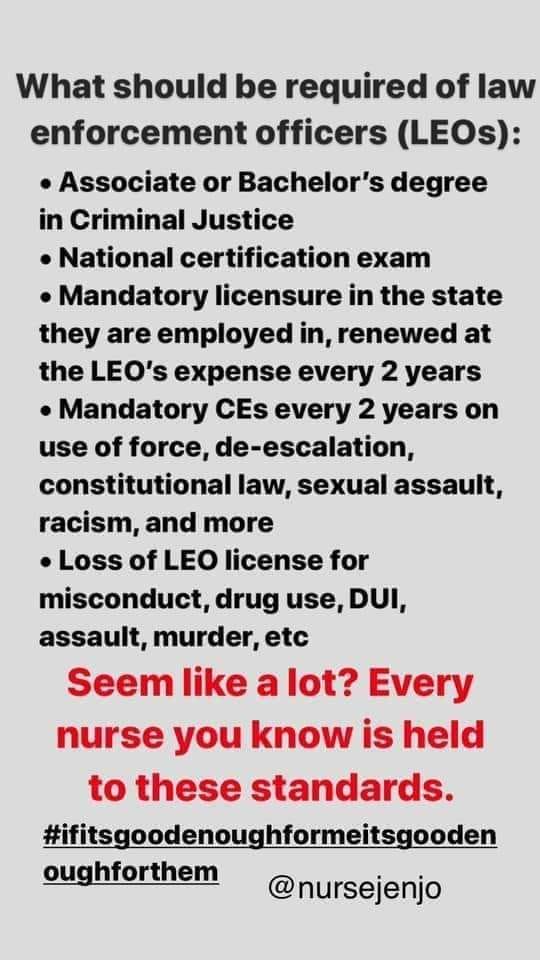 What should be required of law
enforcement officers (LEOs):
• Associate or Bachelor’s degree
in Criminal Justice
• National certification exam
• Mandatory licensure in the state
they are employed in, renewed at
the LEO’s expense every 2 years
• Mandatory CEs every 2 years on
use of force, de-escalation,
constitutional law, sexual assault,
racism, and more
• Loss of LEO license for
misconduct, drug use, DUI,
assault, murder, etc
Seem like a lot? Every
nurse you know is held
to these standards.
#ifitsgoodenoughformeitsgooden
oughforthem
@nursejenjo